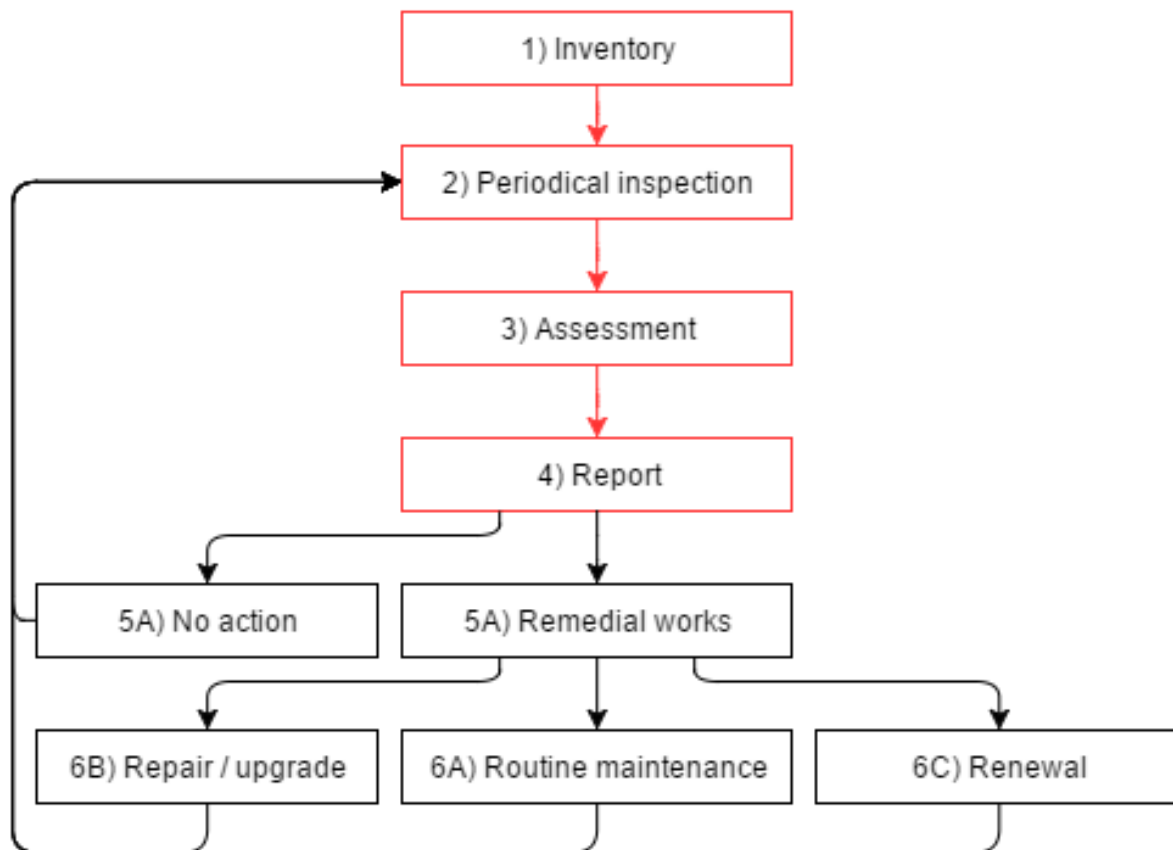 1) Inventory
2) Periodical inspection
3) Assessment
4) Report
5A) No action
5A) Remedial works
6B) Repair / upgrade
6A) Routine maintenance
6C) Renewal